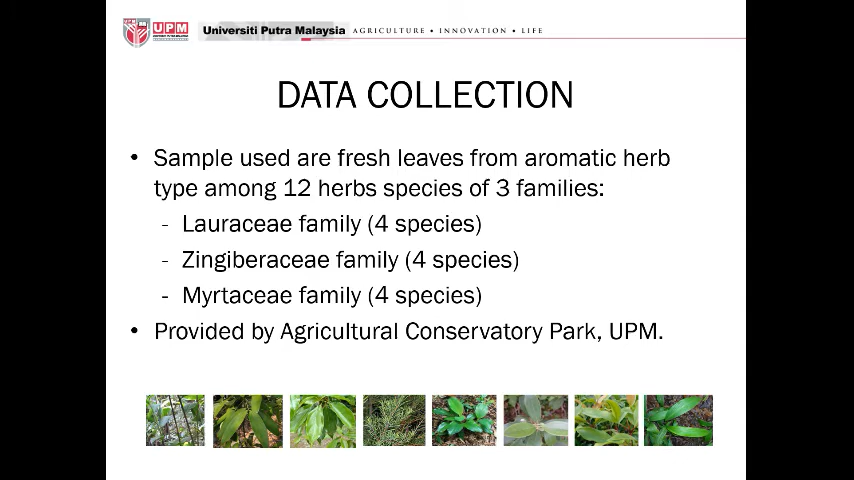 UPM
Universiti Putra Malaysia AGRICULTURE • INNOVATION • LIFE
DATA COLLECTION
• Sample used are fresh leaves from aromatic herb
type among 12 herbs species of 3 families:
- Lauraceae family (4 species)
- Zingiberaceae family (4 species)
- Myrtaceae family (4 species)
• Provided by Agricultural Conservatory Park, UPM.